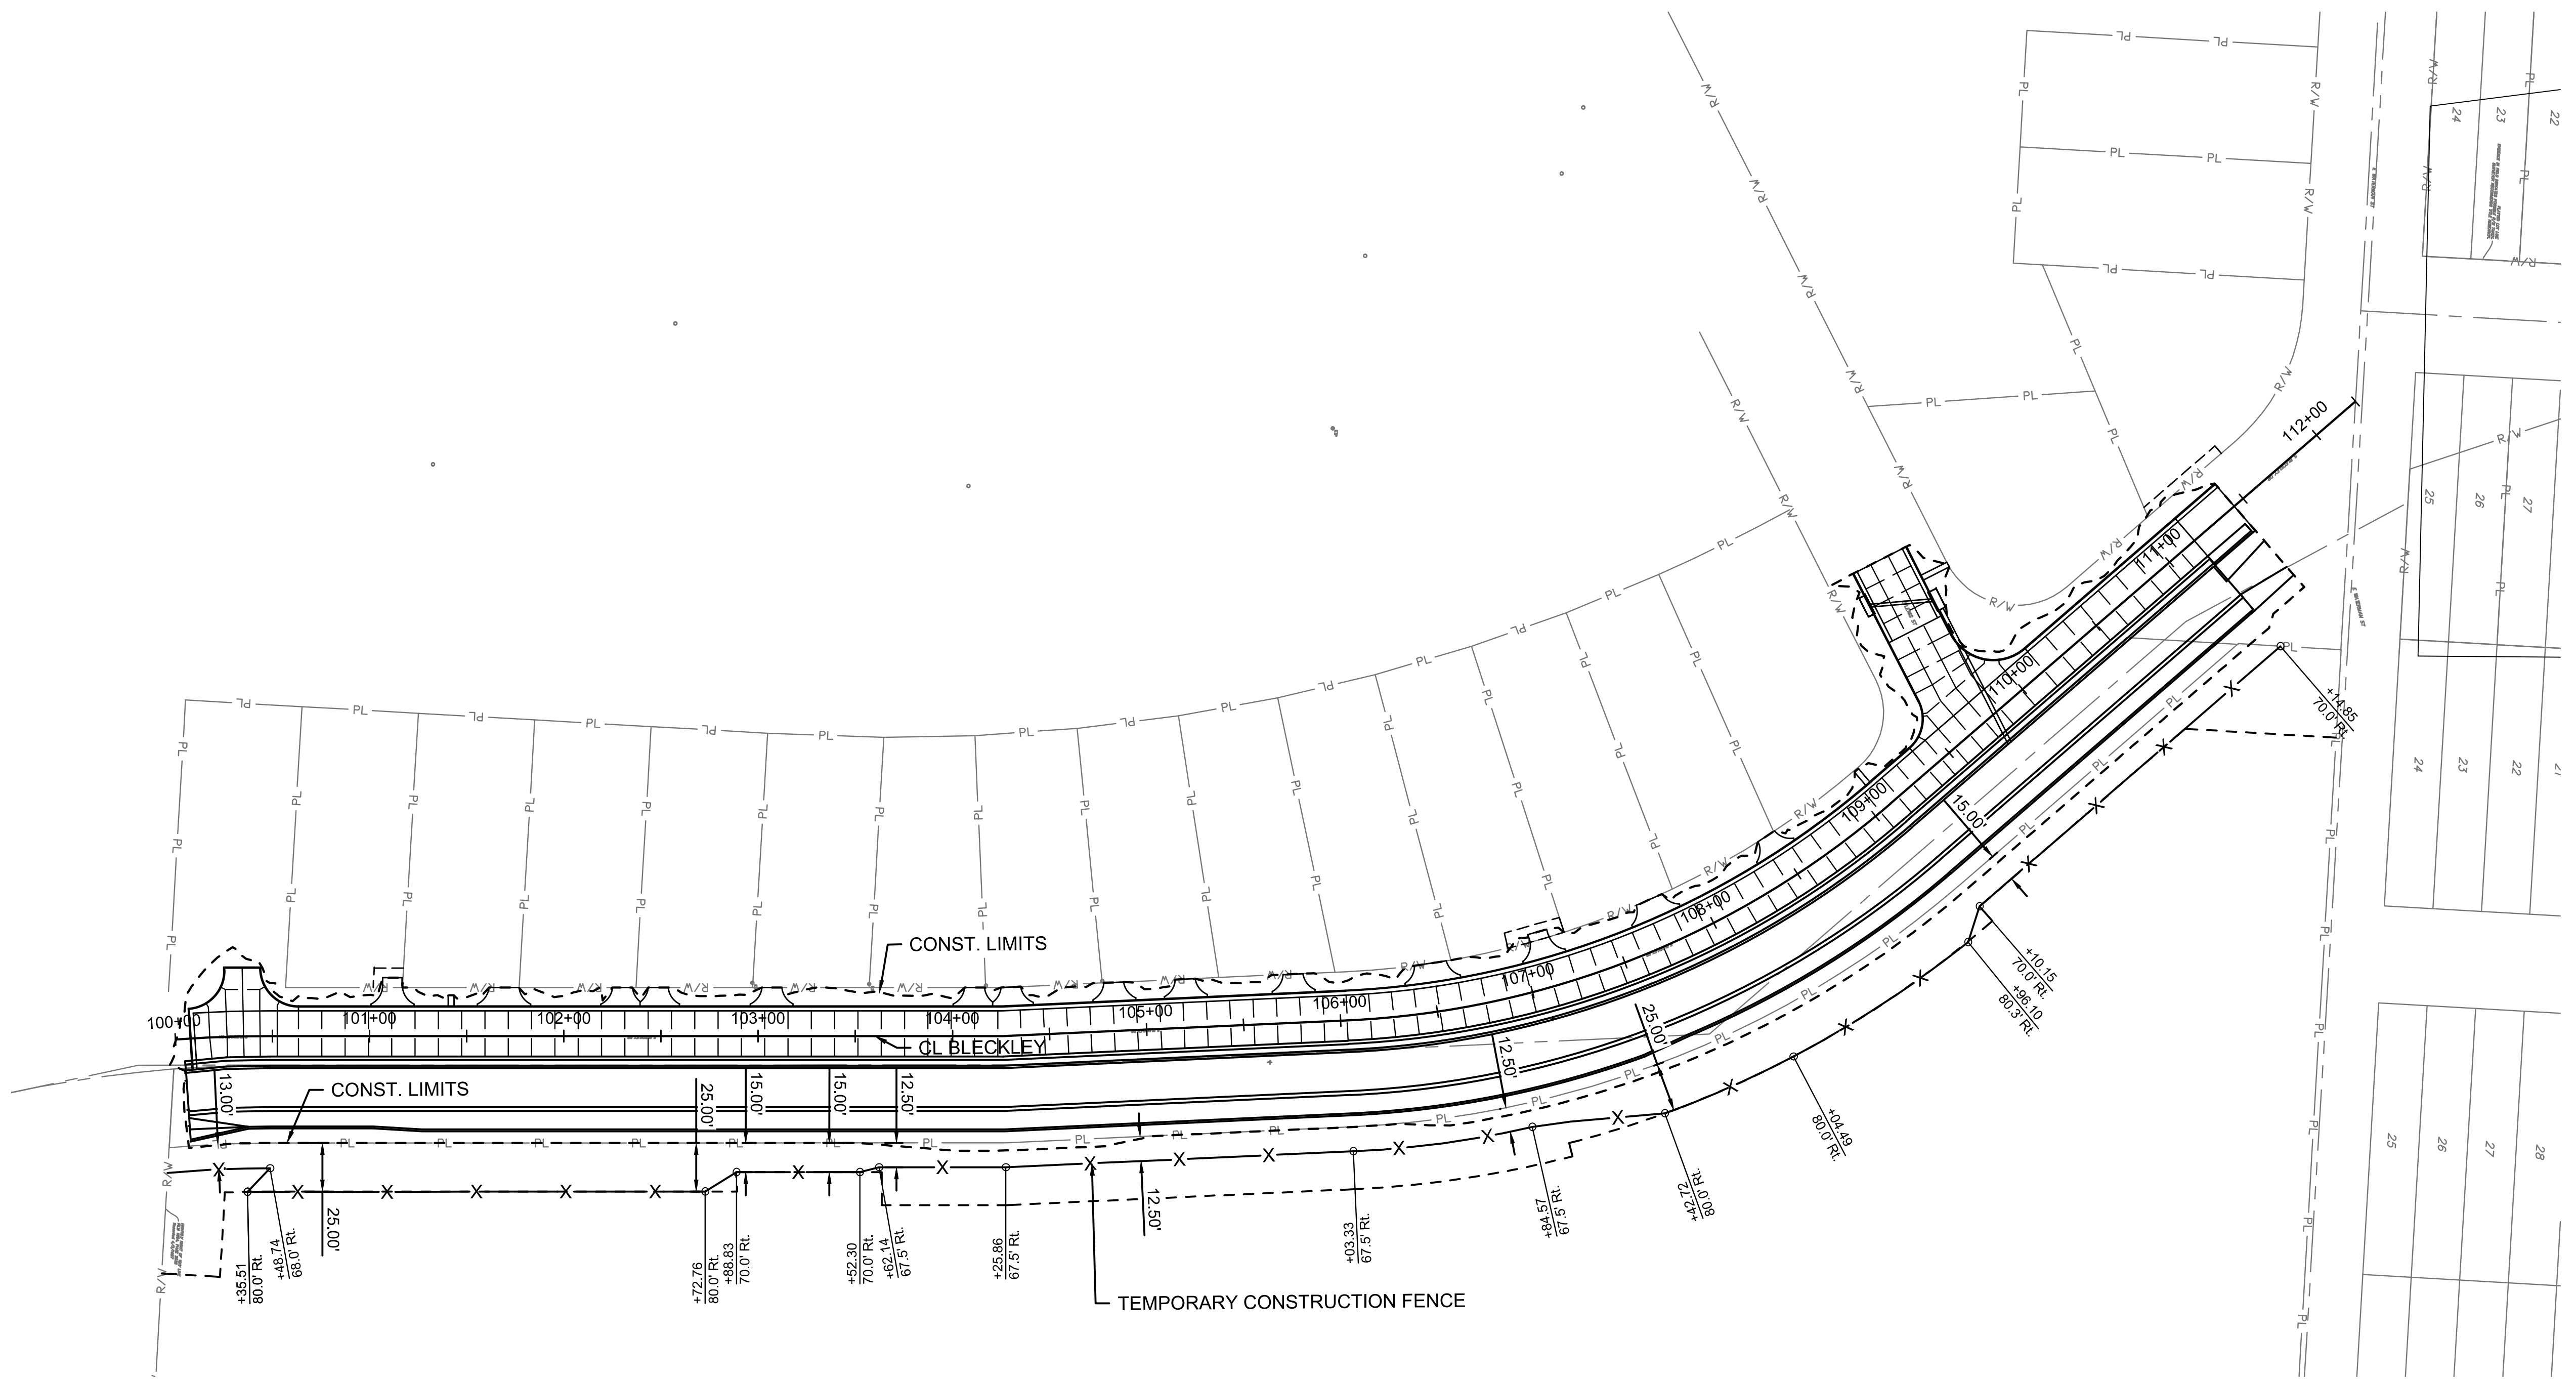 CONST. LIMITS
100+00
101+00
102+00
103+00
104+00
105+00
106+00
107+00
108+00
109+00
110+00
111+00
112+00
CL BLECKLEY
CONST. LIMITS
13.00'
25.00'
25.00'
15.00'
15.00'
12.50'
12.50'
12.50'
25.00'
15.00'
+35.51
80.0' Rt.
+48.74
68.0' Rt.
+72.76
80.0' Rt.
+88.83
70.0' Rt.
+52.30
70.0' Rt.
+62.14
67.5' Rt.
+25.86
67.5' Rt.
+03.33
67.5' Rt.
+84.57
67.5' Rt.
+42.72
80.0' Rt.
+04.49
80.0' Rt.
+96.10
80.3' Rt.
+10.15
70.0' Rt.
+14.85
70.0' Rt.
TEMPORARY CONSTRUCTION FENCE
PL
R/W
24
23
22
25
26
27
24
23
22
25
26
27
28